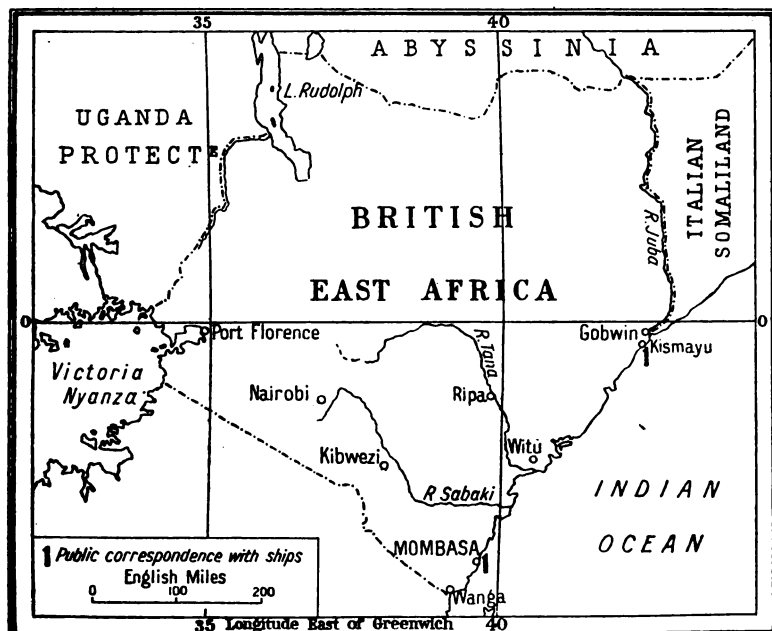 35 40
ABYSSINIA
L. Rudolph
UGANDA
PROTECTE
ITALIAN
SOMALILAND
BRITISH
R. Juba
EAST AFRICA
0 0
Port Florence
Gobwin
Kismayu
R. Tana
Victoria
Nyanza
Nairobi
Ripa
Witu
Kibwezi
R Sabaki
INDIAN
OCEAN
MOMBASA
Public correspondence with ships
English Miles
0 100 200
Wanga
35 Longitude East of Greenwich 40